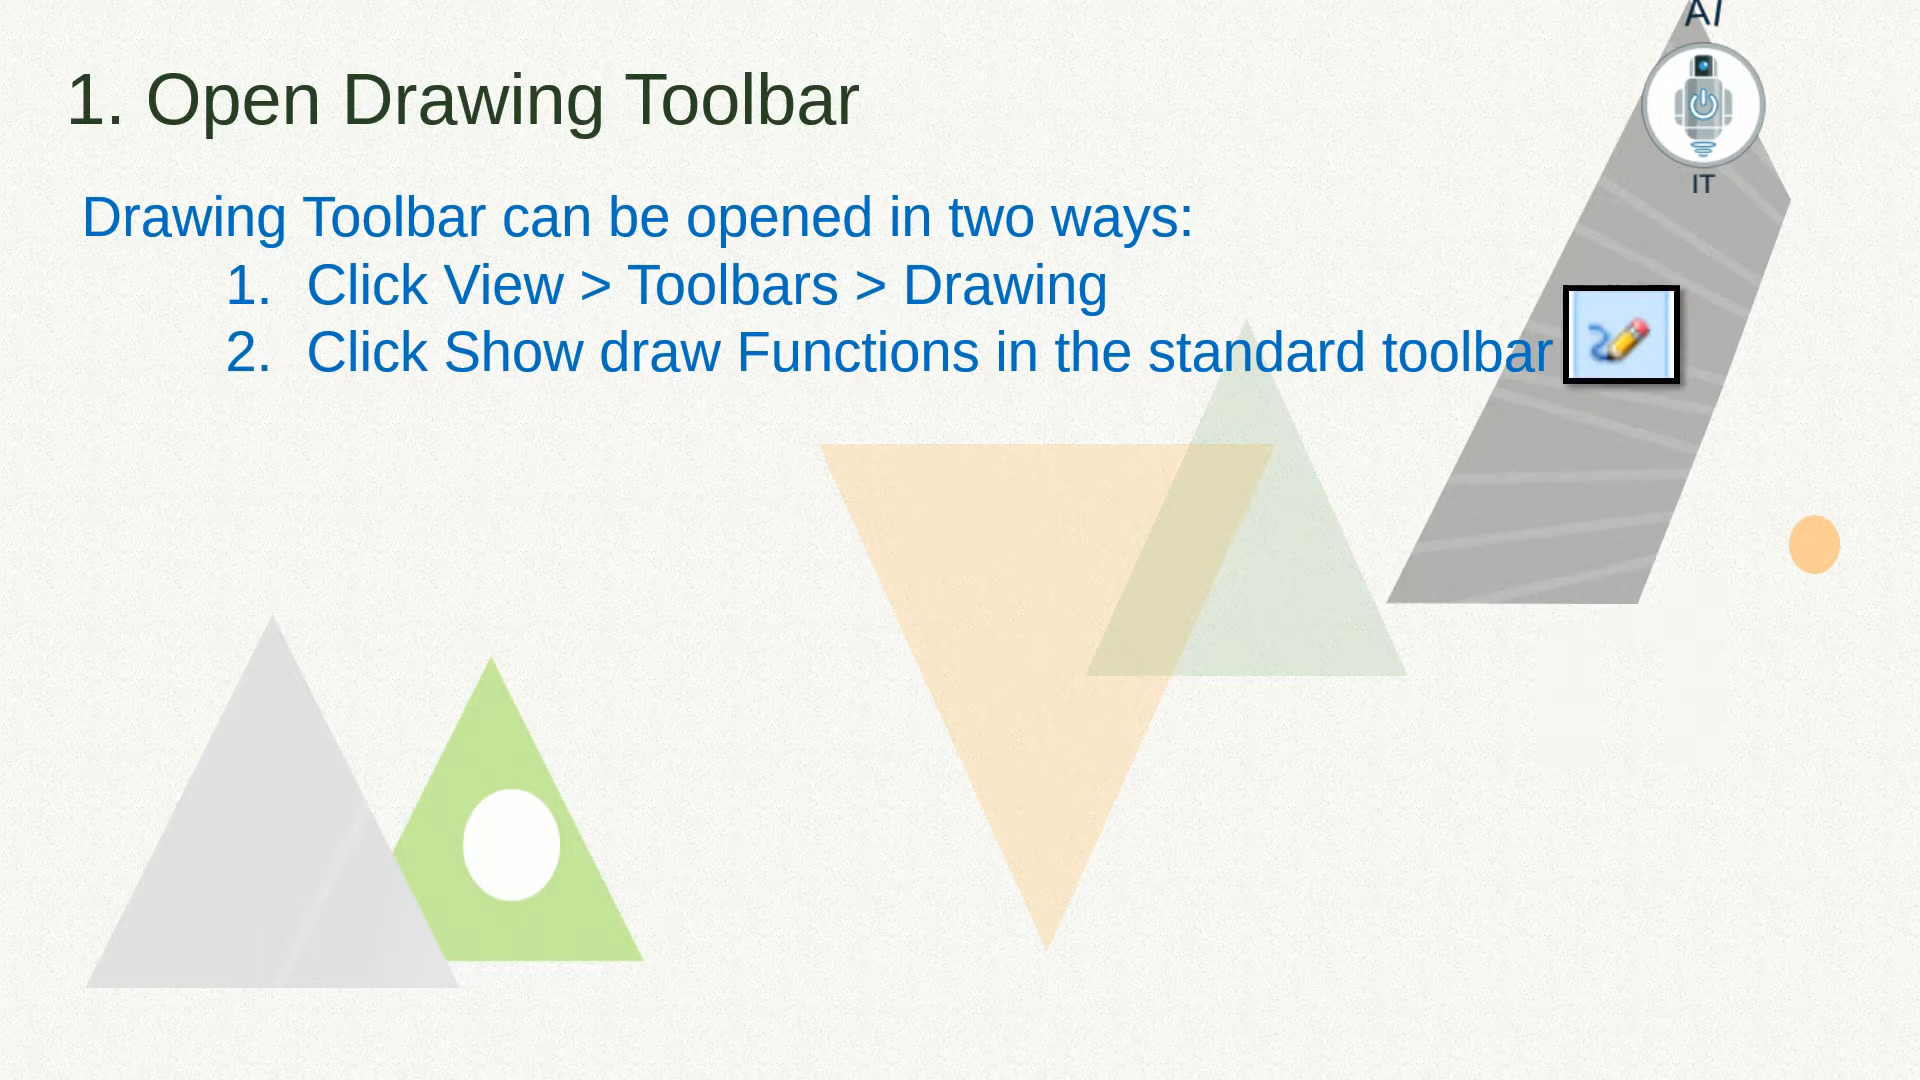 AI
1. Open Drawing Toolbar
IT
Drawing Toolbar can be opened in two ways:
1. Click View > Toolbars > Drawing
2. Click Show draw Functions in the standard toolbar